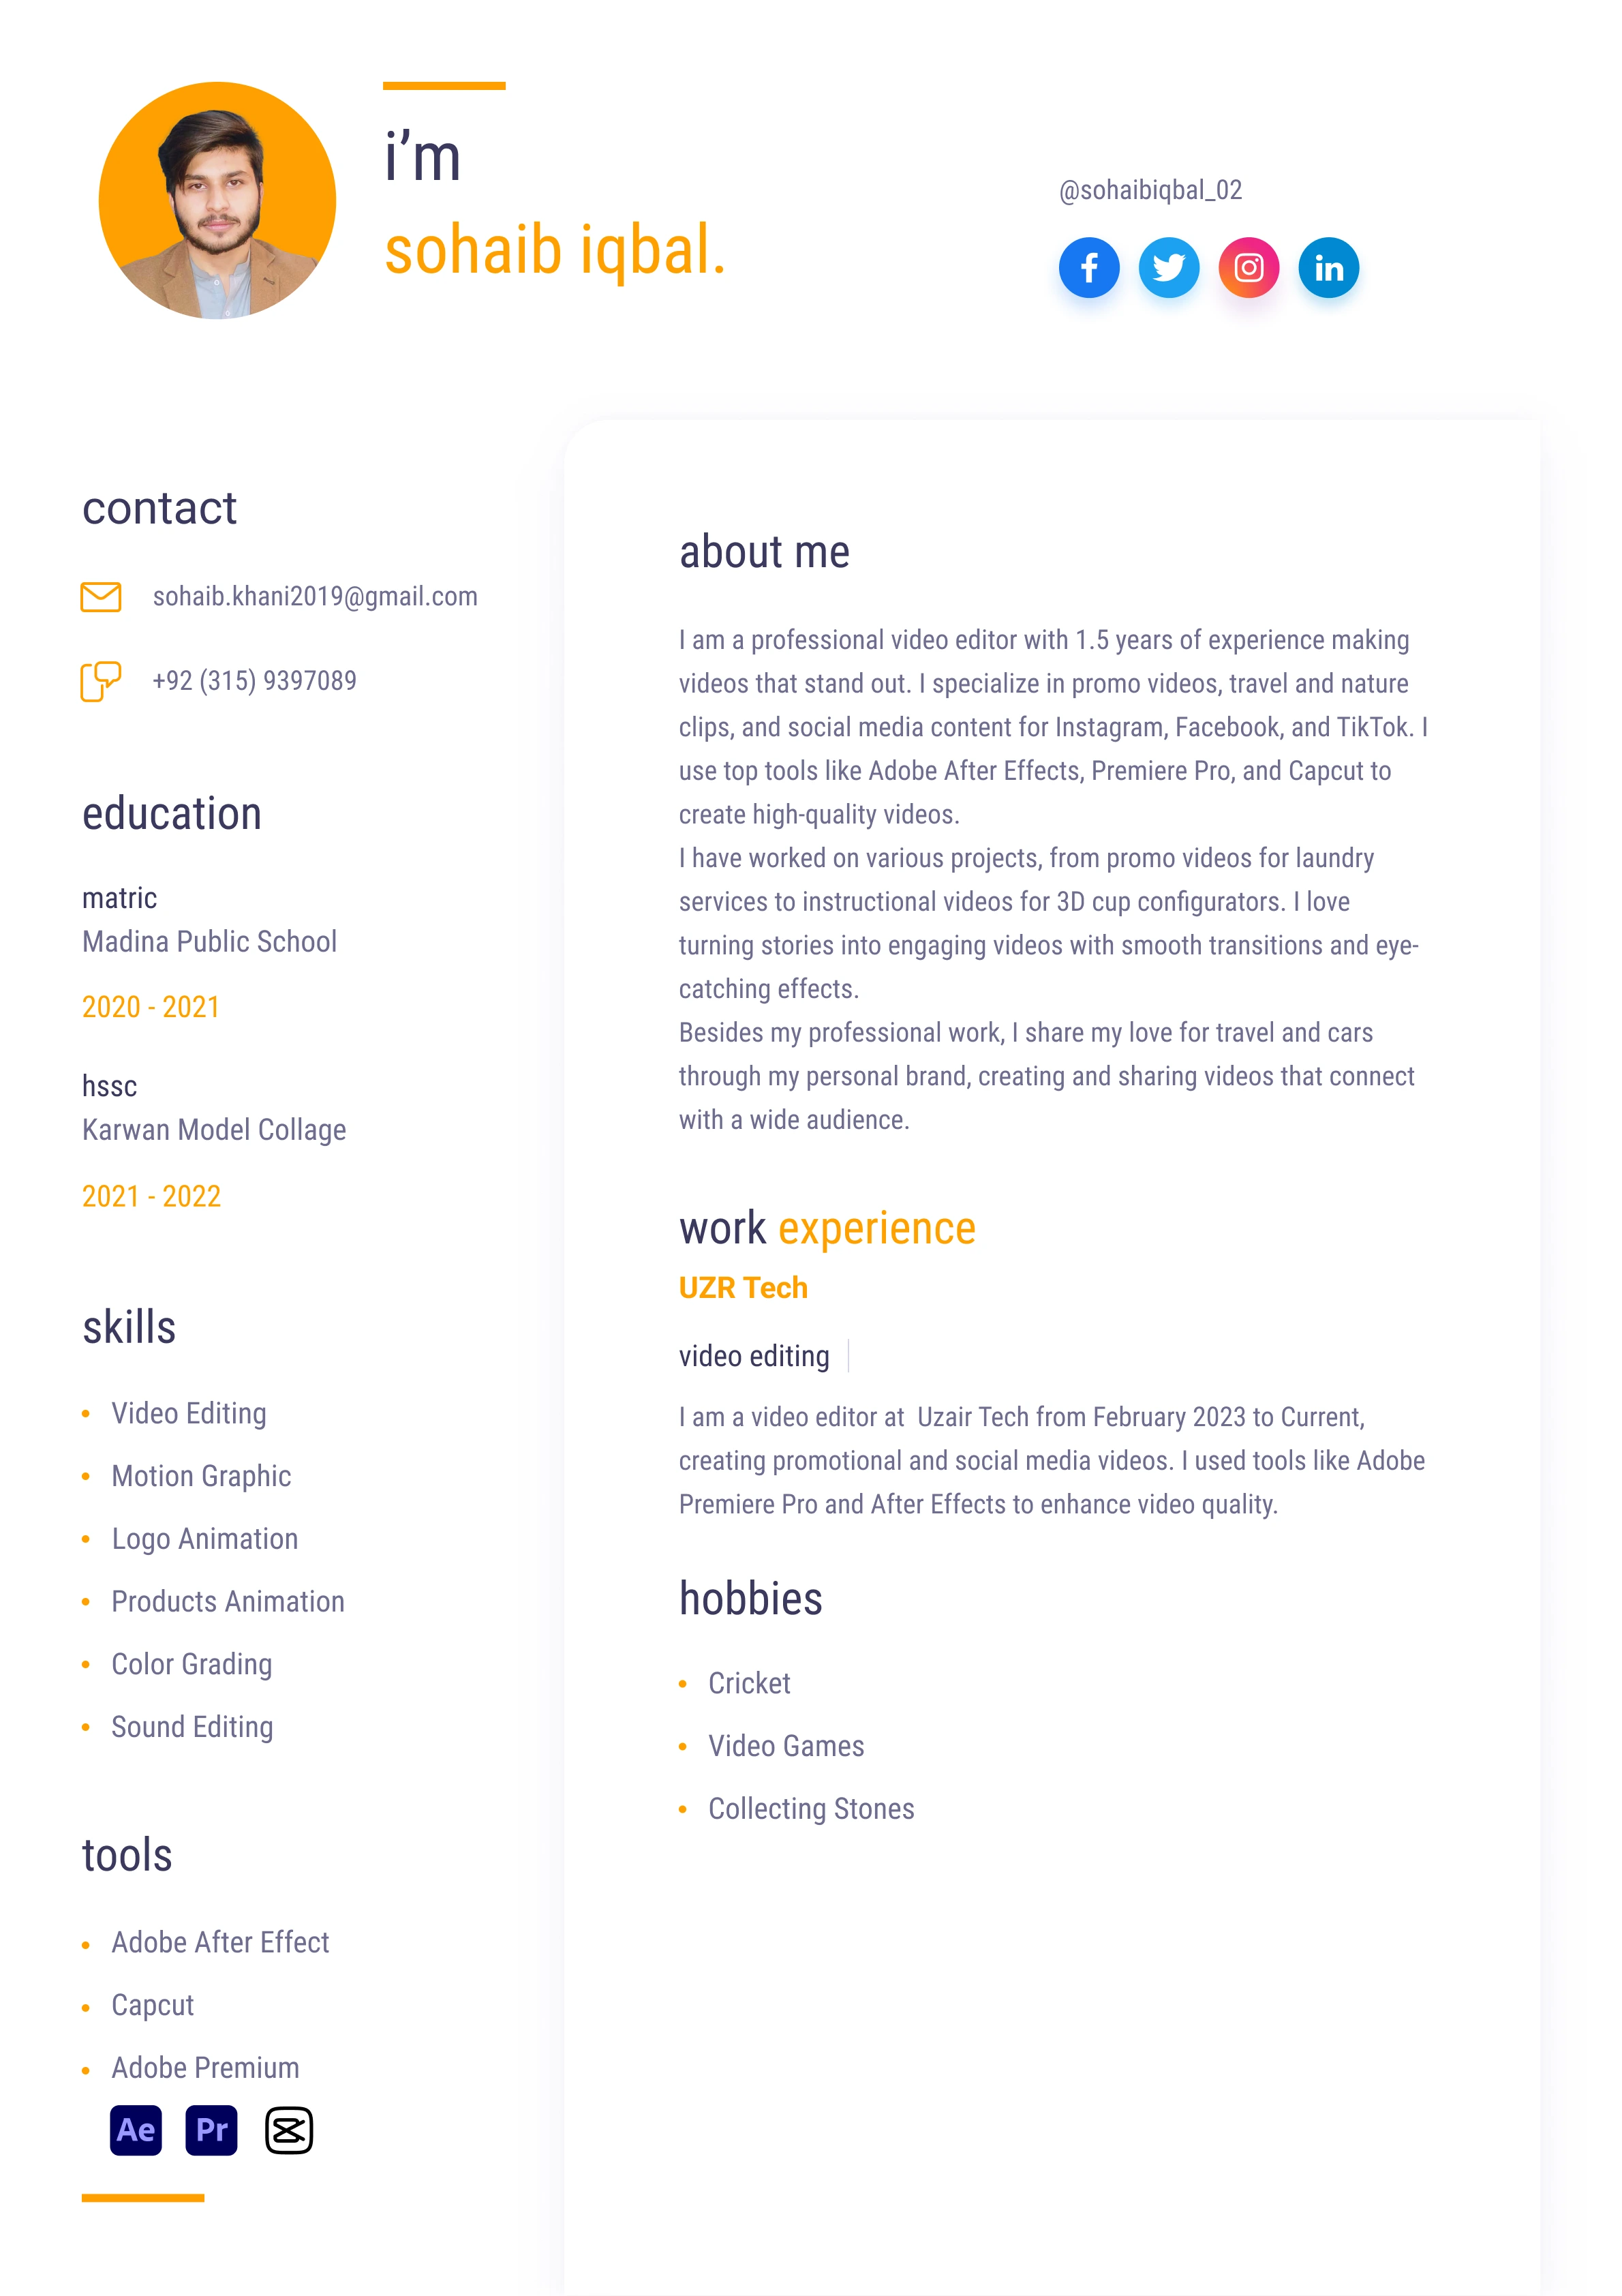 i’m
sohaib iqbal.
@sohaibiqbal_02
contact
sohaib.khani2019@gmail.com
+92 (315) 9397089
education
matric
Madina Public School
2020 - 2021
hssc
Karwan Model Collage
2021 - 2022
skills
Video Editing
Motion Graphic
Logo Animation
Products Animation
Color Grading
Sound Editing
tools
Adobe After Effect
Capcut
Adobe Premium
Ae Pr
about me
I am a professional video editor with 1.5 years of experience making
videos that stand out. I specialize in promo videos, travel and nature
clips, and social media content for Instagram, Facebook, and TikTok. I
use top tools like Adobe After Effects, Premiere Pro, and Capcut to
create high-quality videos.
I have worked on various projects, from promo videos for laundry
services to instructional videos for 3D cup configurators. I love
turning stories into engaging videos with smooth transitions and eye-
catching effects.
Besides my professional work, I share my love for travel and cars
through my personal brand, creating and sharing videos that connect
with a wide audience.
work experience
UZR Tech
video editing
I am a video editor at  Uzair Tech from February 2023 to Current,
creating promotional and social media videos. I used tools like Adobe
Premiere Pro and After Effects to enhance video quality.
hobbies
Cricket
Video Games
Collecting Stones